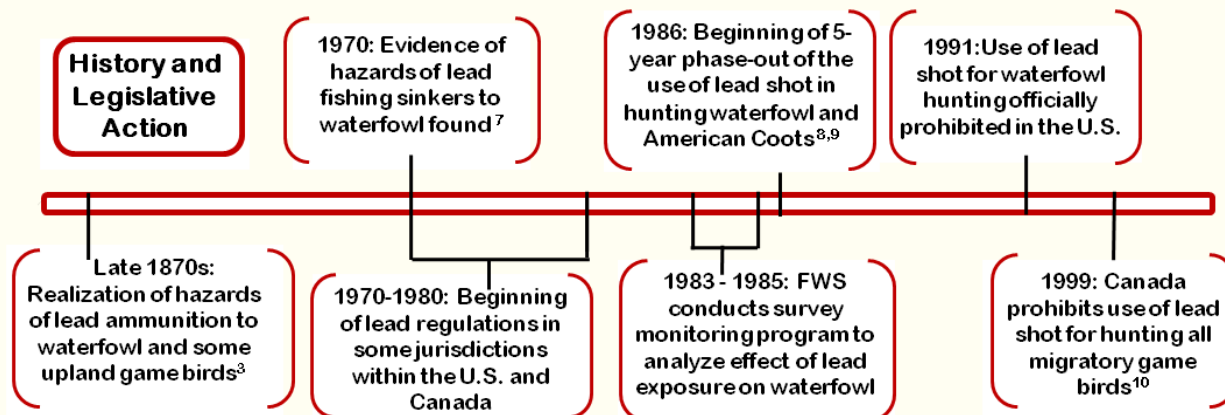 History and
Legislative
Action
1970: Evidence of
hazards of lead
fishing sinkers to
waterfowl found ⁷
1986: Beginning of 5-
year phase-out of the
use of lead shot in
hunting waterfowl and
American Coots⁸,⁹
1991:Use of lead
shot for waterfowl
hunting officially
prohibited in the U.S.
Late 1870s:
Realization of hazards
of lead ammunition to
waterfowl and some
upland game birds³
1970-1980: Beginning
of lead regulations in
some jurisdictions
within the U.S. and
Canada
1983 - 1985: FWS
conducts survey
monitoring program to
analyze effect of lead
exposure on waterfowl
1999: Canada
prohibits use of lead
shot for hunting all
migratory game
birds¹⁰